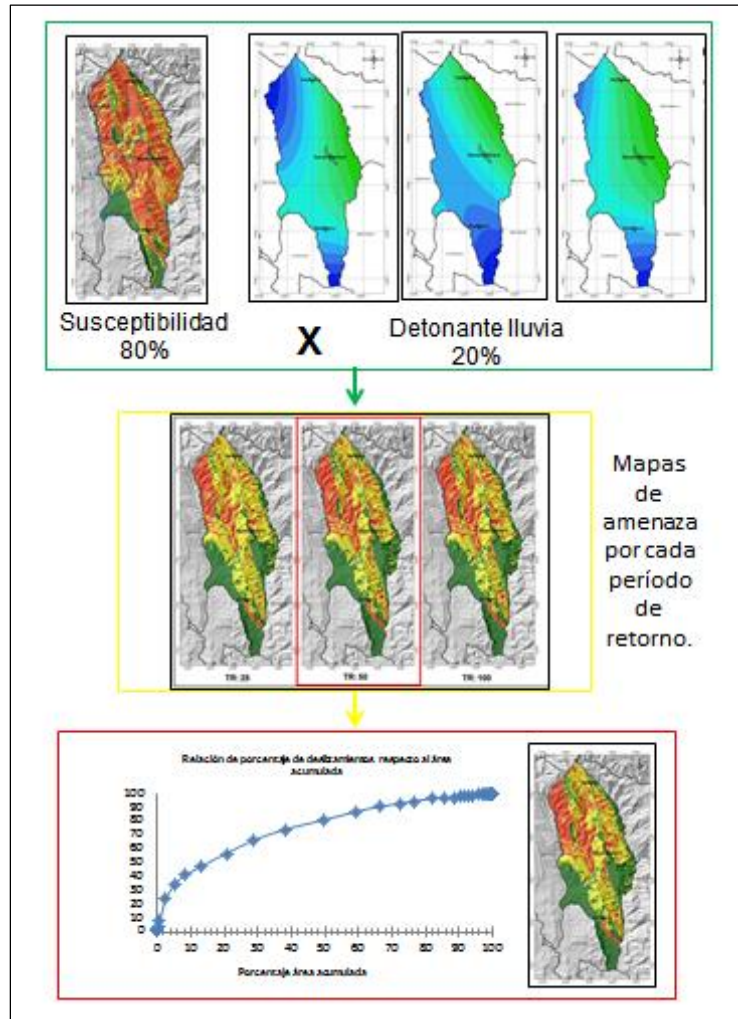 Susceptibilidad
80%
X
Detonante lluvia
20%
Mapas
de
amenaza
por cada
período
de
retorno.
TR: 25
TR: 50
TR: 100
Relación de porcentaje de deslizamientos respecto al área
acumulada
100
90
80
70
60
50
40
30
20
10
0
0 10 20 30 40 50 60 70 80 90 100
Porcentaje área acumulada